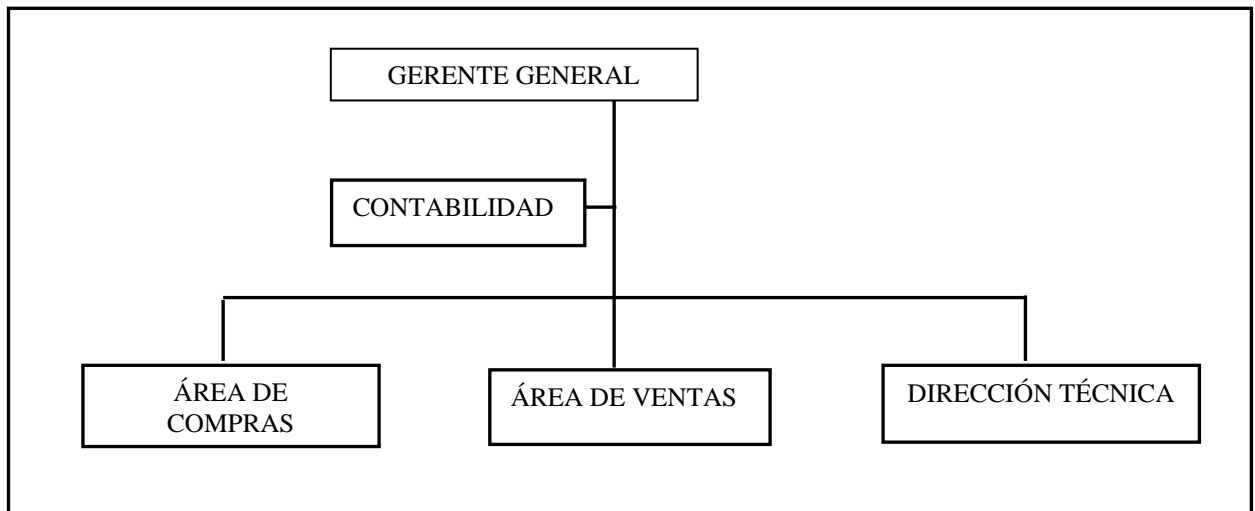 GERENTE GENERAL
CONTABILIDAD
ÁREA DE
COMPRAS
ÁREA DE VENTAS
DIRECCIÓN TÉCNICA